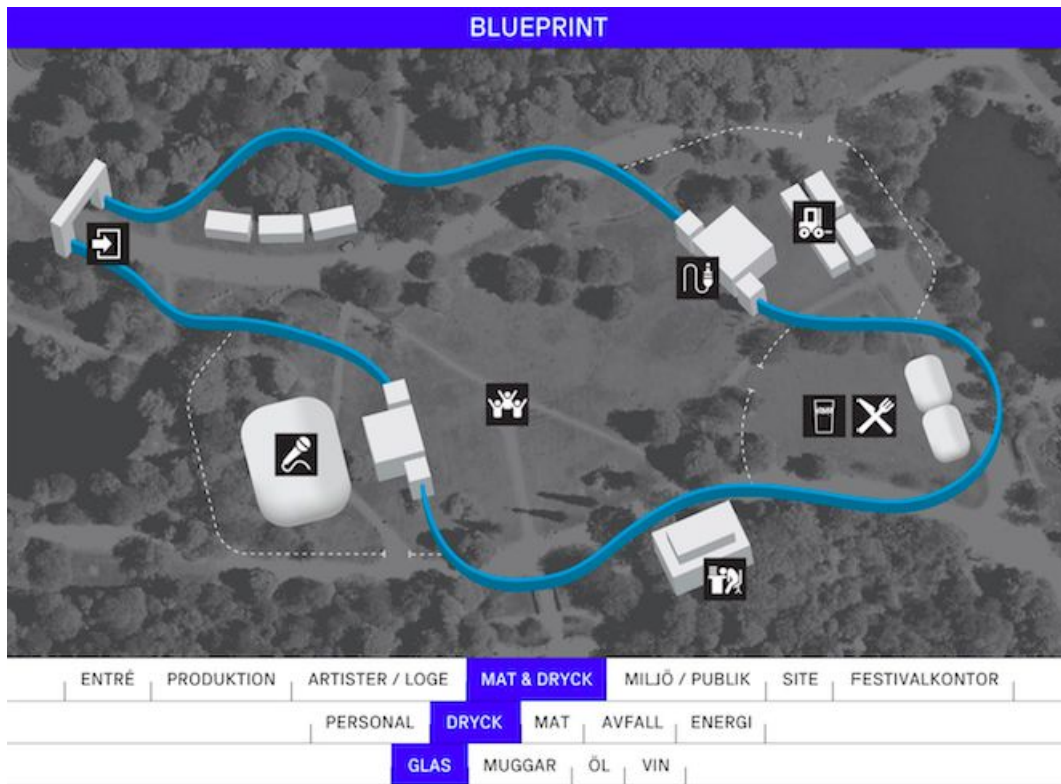 BLUEPRINT
ENTRÉ PRODUKTION ARTISTER / LOGE MAT & DRYCK MILJÖ / PUBLIK SITE FESTIVALKONTOR
PERSONAL DRYCK MAT AVFALL ENERGI
GLAS MUGGAR ÖL VIN